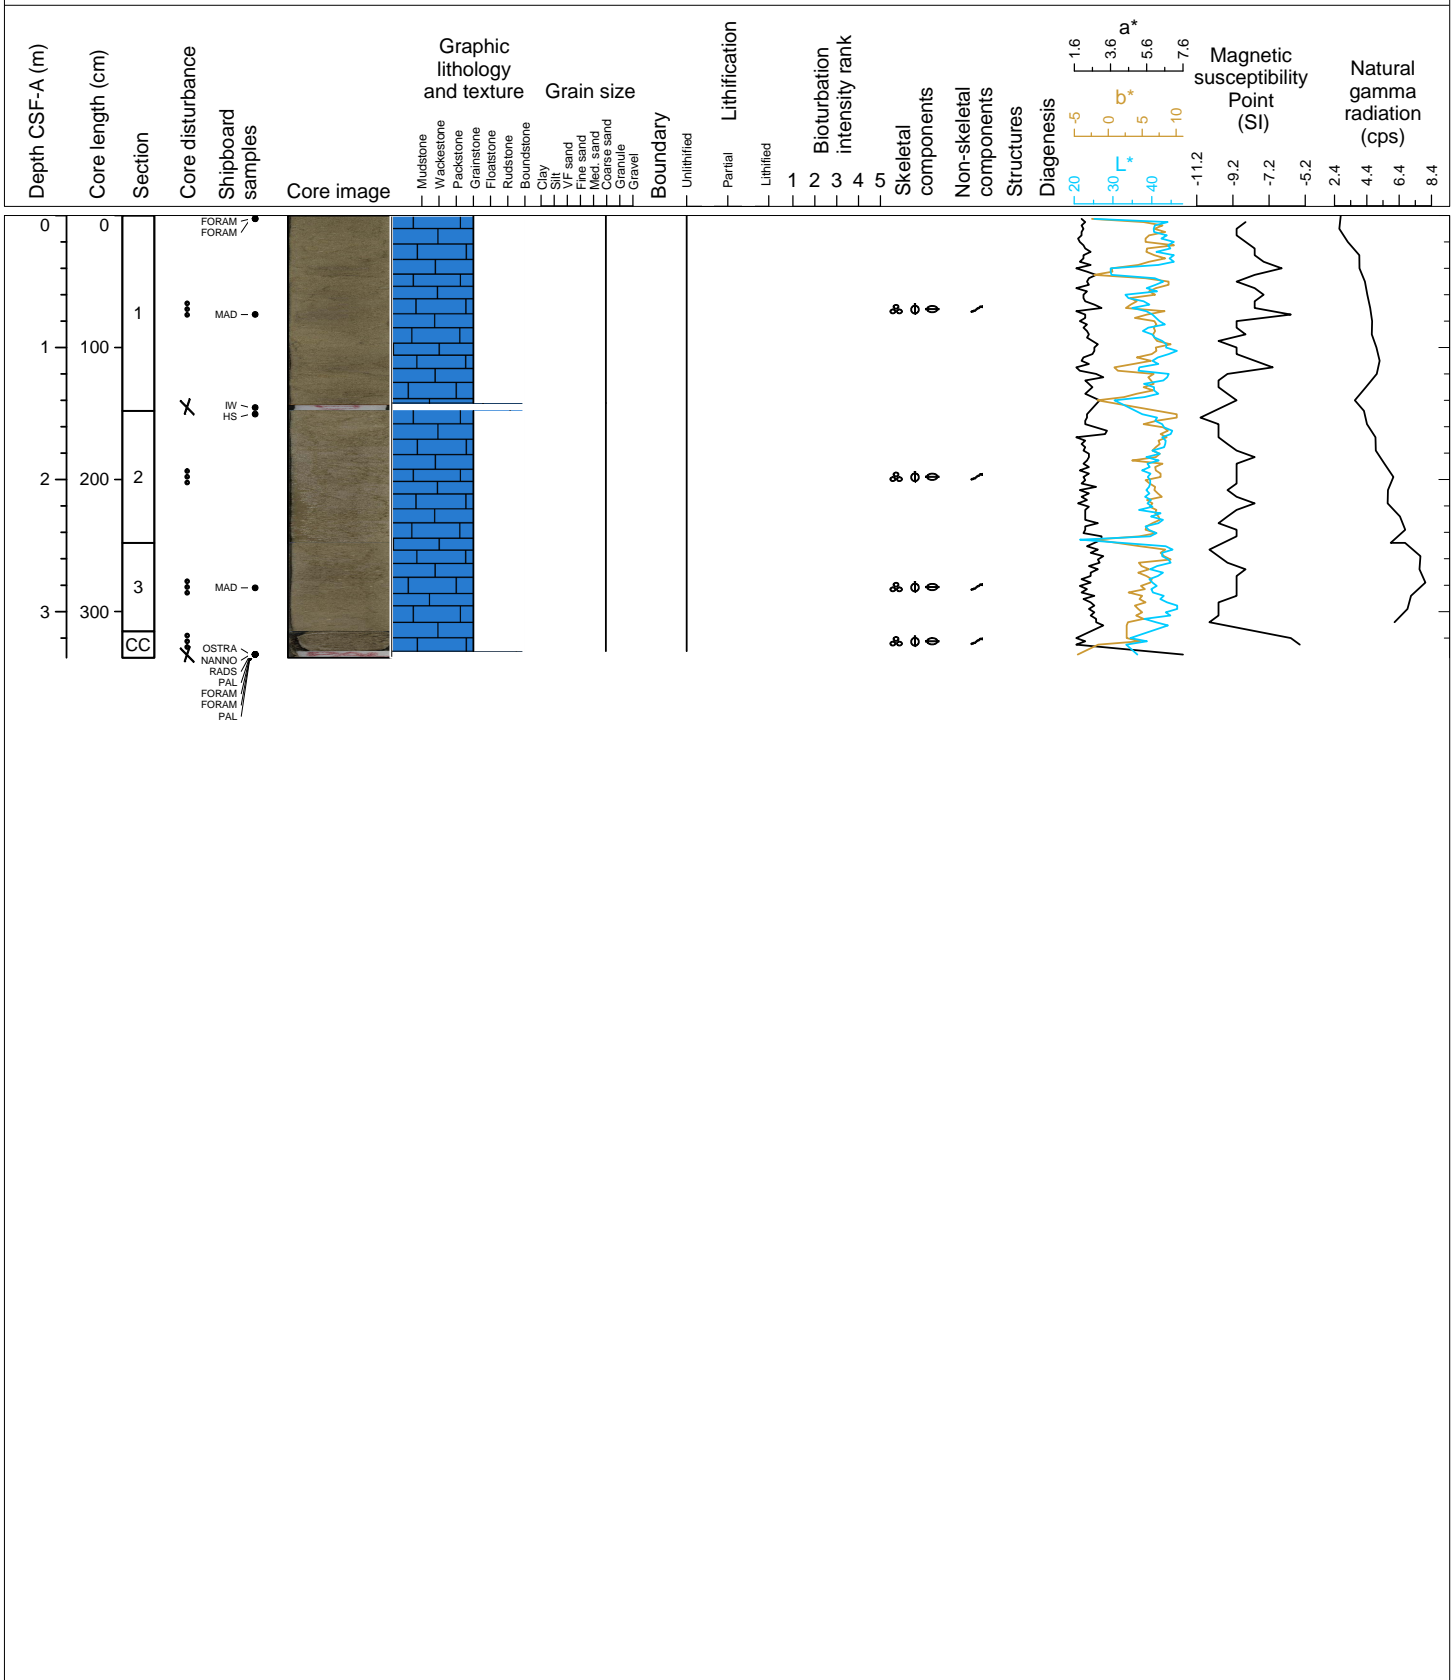 Depth CSF-A (m)
Core length (cm)
Section
Core disturbance
Shipboard
samples
Core image
Graphic
lithology
and texture
Mudstone
Wackestone
Packstone
Grainstone
Floatstone
Rudstone
Boundstone
Grain size
Clay
Silt
VF sand
Fine sand
Med. sand
Coarse sand
Granule
Gravel
Boundary
Lithification
Unlithified
Partial
Lithified
Bioturbation
intensity rank
1 2 3 4 5
Skeletal
components
Non-skeletal
components
Structures
Diagenesis
a*
1.6 3.6 5.6 7.6
b*
-5 0 5 10
L*
20 30 40
Magnetic
susceptibility
Point
(SI)
-11.2 -9.2 -7.2 -5.2
Natural
gamma
radiation
(cps)
2.4 4.4 6.4 8.4
0 0
FORAM
FORAM
1
MAD
1 100
IW
HS
2 200
2
3
MAD
3 300
CC
OSTRA
NANNO
RADS
PAL
FORAM
FORAM
PAL